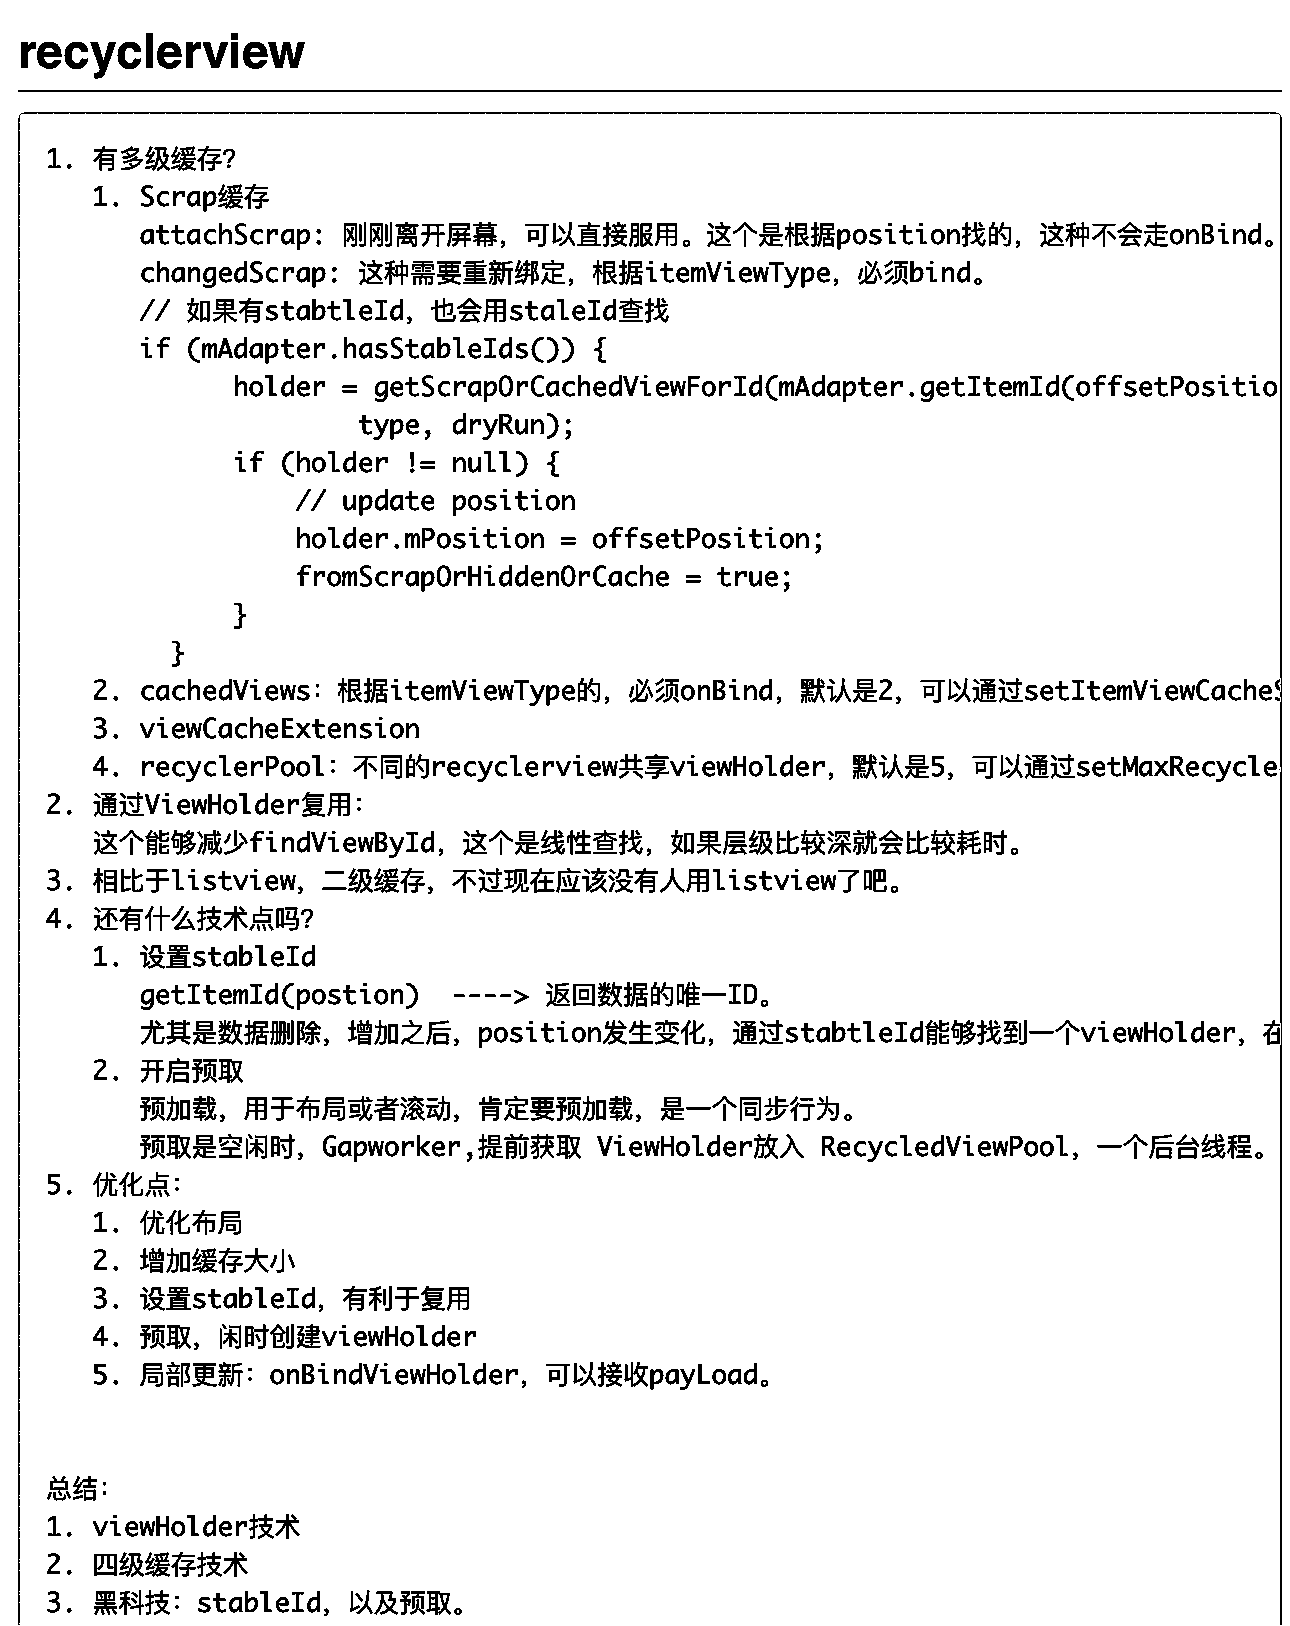 recyclerview
1. 有多级缓存？
1. Scrap缓存
attachScrap: 刚刚离开屏幕，可以直接服用。这个是根据position找的，这种不会走onBind。
changedScrap: 这种需要重新绑定，根据itemViewType，必须bind。
// 如果有stabtleId，也会用staleId查找
if (mAdapter.hasStableIds()) {
holder = getScrapOrCachedViewForId(mAdapter.getItemId(offsetPositio
type, dryRun);
if (holder != null) {
// update position
holder.mPosition = offsetPosition;
fromScrapOrHiddenOrCache = true;
}
}
2. cachedViews：根据itemViewType的，必须onBind，默认是2，可以通过setItemViewCacheS
3. viewCacheExtension
4. recyclerPool：不同的recyclerview共享viewHolder，默认是5，可以通过setMaxRecycle
2. 通过ViewHolder复用：
这个能够减少findViewById，这个是线性查找，如果层级比较深就会比较耗时。
3. 相比于listview，二级缓存，不过现在应该没有人用listview了吧。
4. 还有什么技术点吗？
1. 设置stableId
getItemId(postion)  ----> 返回数据的唯一ID。
尤其是数据删除，增加之后，position发生变化，通过stabtleId能够找到一个viewHolder，在
2. 开启预取
预加载，用于布局或者滚动，肯定要预加载，是一个同步行为。
预取是空闲时，Gapworker,提前获取 ViewHolder放入 RecycledViewPool，一个后台线程。
5. 优化点：
1. 优化布局
2. 增加缓存大小
3. 设置stableId，有利于复用
4. 预取，闲时创建viewHolder
5. 局部更新：onBindViewHolder，可以接收payLoad。
总结：
1. viewHolder技术
2. 四级缓存技术
3. 黑科技：stableId，以及预取。